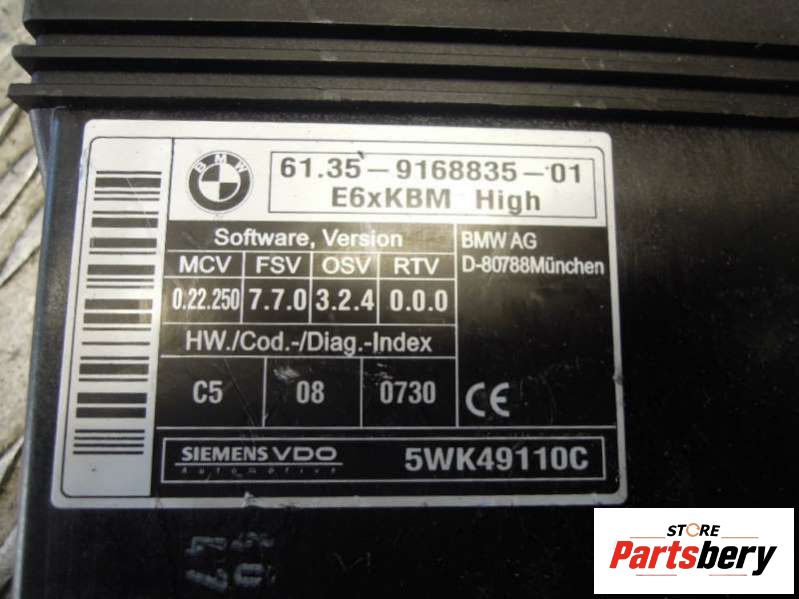 BMW
61.35-9168835-01
E6xKBM High
Software, Version
MCV FSV OSV RTV
0.22.250 7.7.0 3.2.4 0.0.0
HW./Cod.-/Diag.-Index
C5 08 0730
BMW AG
D-80788München
CE
SIEMENS VDO
Automotive
5WK49110C
STORE
Partsbery